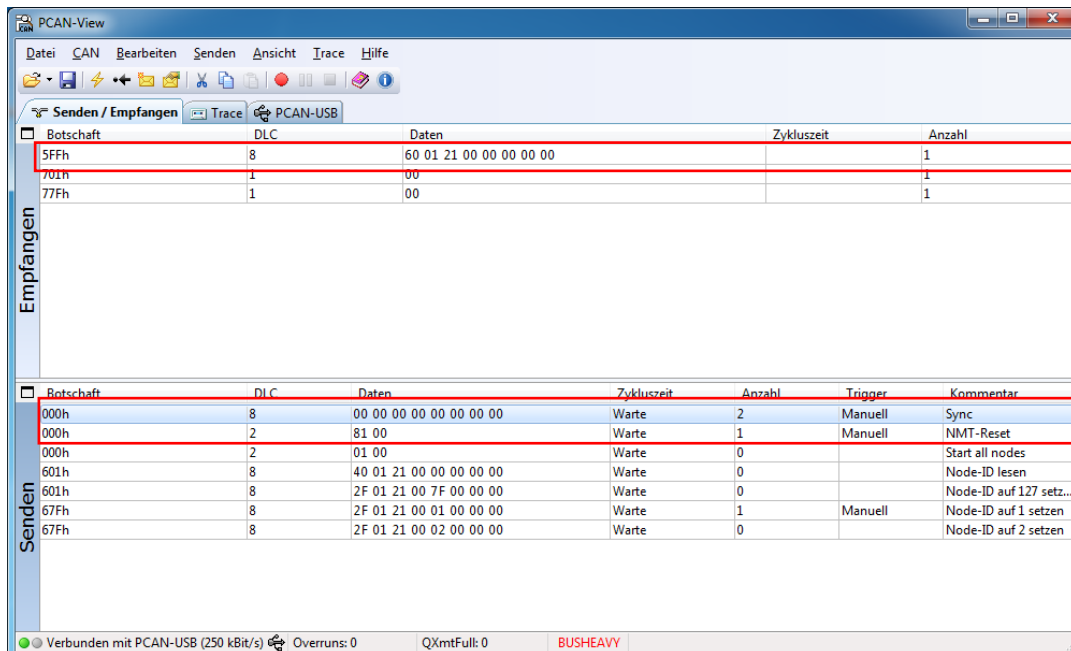 PCAN-View
Datei CAN Bearbeiten Senden Ansicht Trace Hilfe
Senden / Empfangen Trace PCAN-USB
Botschaft DLC Daten Zykluszeit Anzahl
5FFh 8 60 01 21 00 00 00 00 00 1
701h 1 00 1
77Fh 1 00 1
Empfangen
Botschaft DLC Daten Zykluszeit Anzahl Trigger Kommentar
000h 8 00 00 00 00 00 00 00 00 Warte 2 Manuell Sync
000h 2 81 00 Warte 1 Manuell NMT-Reset
000h 2 01 00 Warte 0 Start all nodes
601h 8 40 01 21 00 00 00 00 00 Warte 0 Node-ID lesen
601h 8 2F 01 21 00 7F 00 00 00 Warte 0 Node-ID auf 127 setz...
67Fh 8 2F 01 21 00 01 00 00 00 Warte 1 Manuell Node-ID auf 1 setzen
67Fh 8 2F 01 21 00 02 00 00 00 Warte 0 Node-ID auf 2 setzen
Senden
Verbunden mit PCAN-USB (250 kBit/s) Overruns: 0 QXmtFull: 0 BUSHEAVY